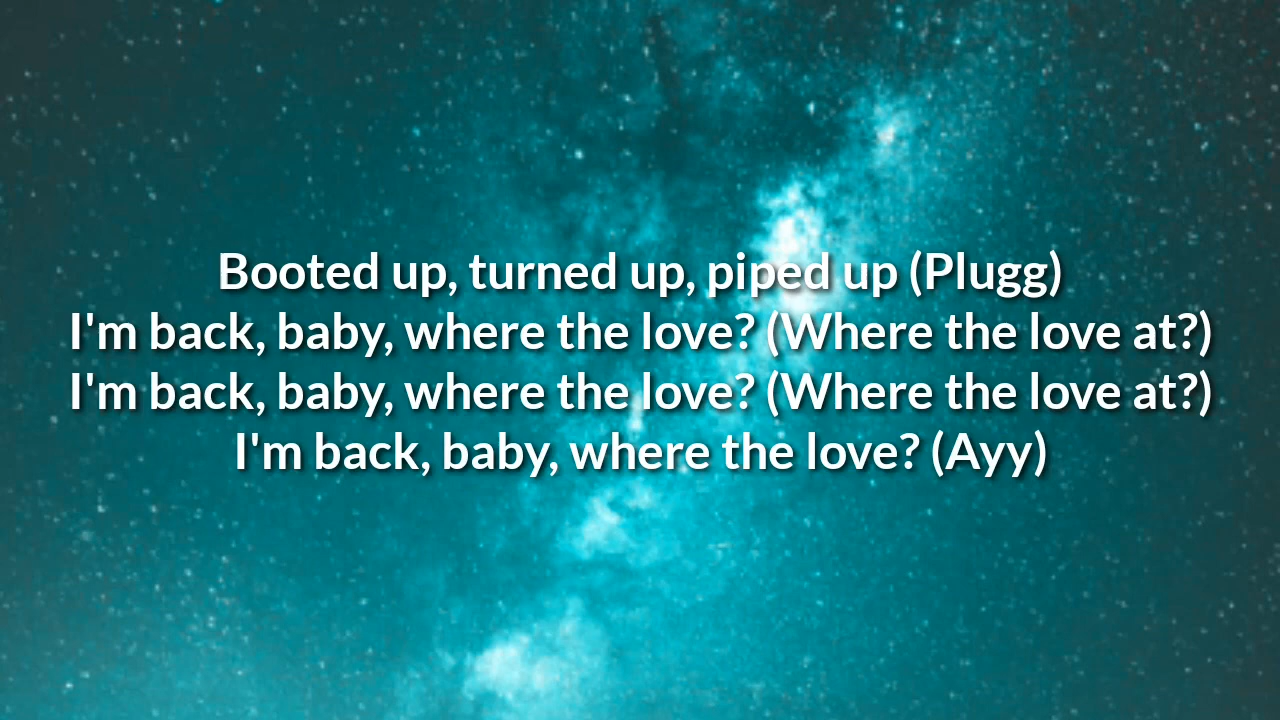 Booted up, turned up, piped up (Plugg)
I'm back, baby, where the love? (Where the love at?)
I'm back, baby, where the love? (Where the love at?)
I'm back, baby, where the love? (Ayy)